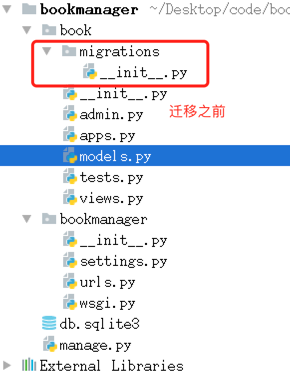 bookmanager ~/Desktop/code/boo
book
migrations
__init__.py
__init__.py
admin.py 迁移之前
apps.py
models.py
tests.py
views.py
bookmanager
__init__.py
settings.py
urls.py
wsgi.py
db.sqlite3
manage.py
External Libraries